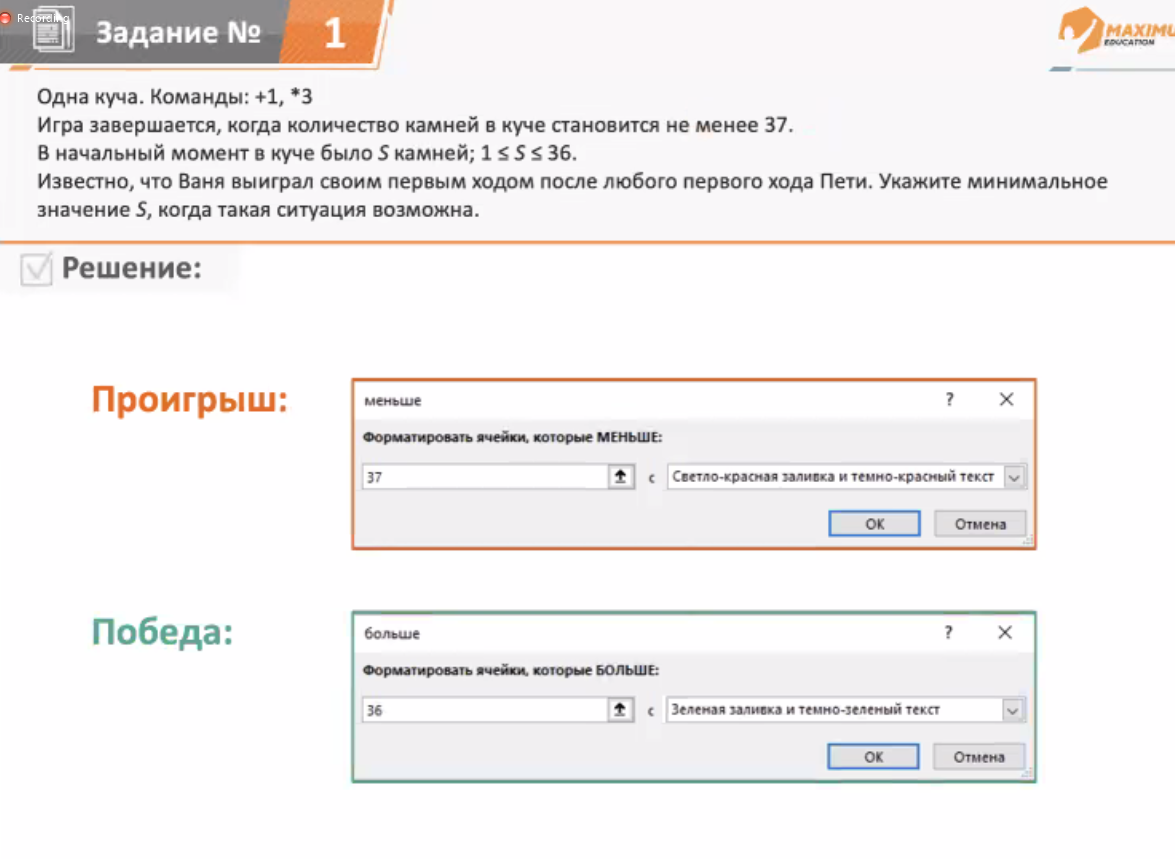 Recording
Задание № 1
MAXIMU
EDUCATION
Одна куча. Команды: +1, *3
Игра завершается, когда количество камней в куче становится не менее 37.
В начальный момент в куче было S камней; 1 ≤ S ≤ 36.
Известно, что Ваня выиграл своим первым ходом после любого первого хода Пети. Укажите минимальное
значение S, когда такая ситуация возможна.
Решение:
Проигрыш:
меньше ?
Форматировать ячейки, которые МЕНЬШЕ:
37 с Светло-красная заливка и темно-красный текст
ОК Отмена
Победа:
больше ?
Форматировать ячейки, которые БОЛЬШЕ:
36 с Зеленая заливка и темно-зеленый текст
ОК Отмена